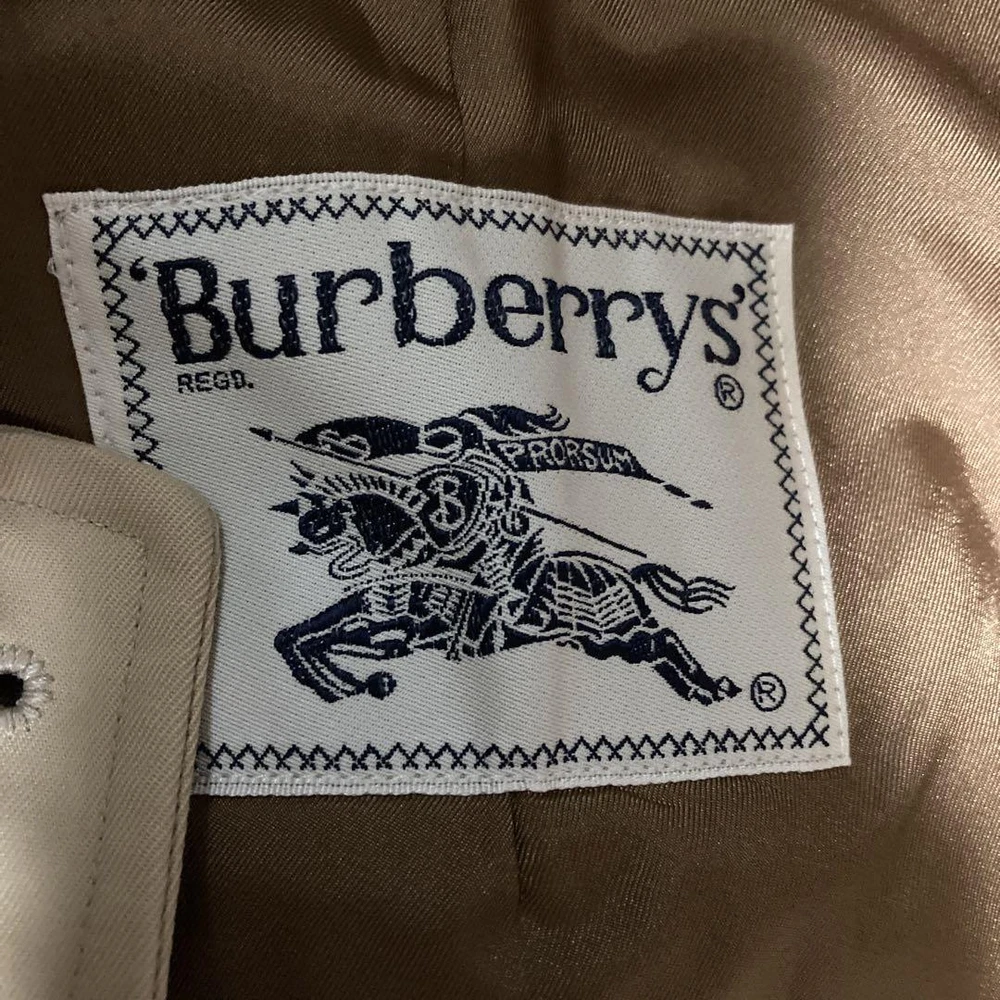 'Burberrys'
REGD. ®
PRORSUM
B
®